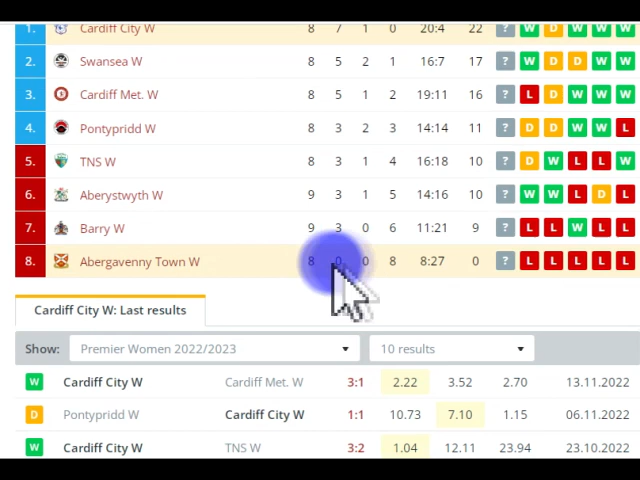 1. Cardiff City W 8 7 1 0 20:4 22 ? W D W W W
2. Swansea W 8 5 2 1 16:7 17 ? W D D W W
3. Cardiff Met. W 8 5 1 2 19:11 16 ? L D W W W
4. Pontypridd W 8 3 2 3 14:14 11 ? D D W W L
5. TNS W 8 3 1 4 16:18 10 ? D W L L W
6. Aberystwyth W 9 3 1 5 14:16 10 ? W W L D L
7. Barry W 9 3 0 6 11:21 9 ? L L W L L
8. Abergavenny Town W 8 0 0 8 8:27 0 ? L L L L L
Cardiff City W: Last results
Show: Premier Women 2022/2023 10 results
W Cardiff City W Cardiff Met. W 3:1 2.22 3.52 2.70 13.11.2022
D Pontypridd W Cardiff City W 1:1 10.73 7.10 1.15 06.11.2022
W Cardiff City W TNS W 3:2 1.04 12.11 23.94 23.10.2022